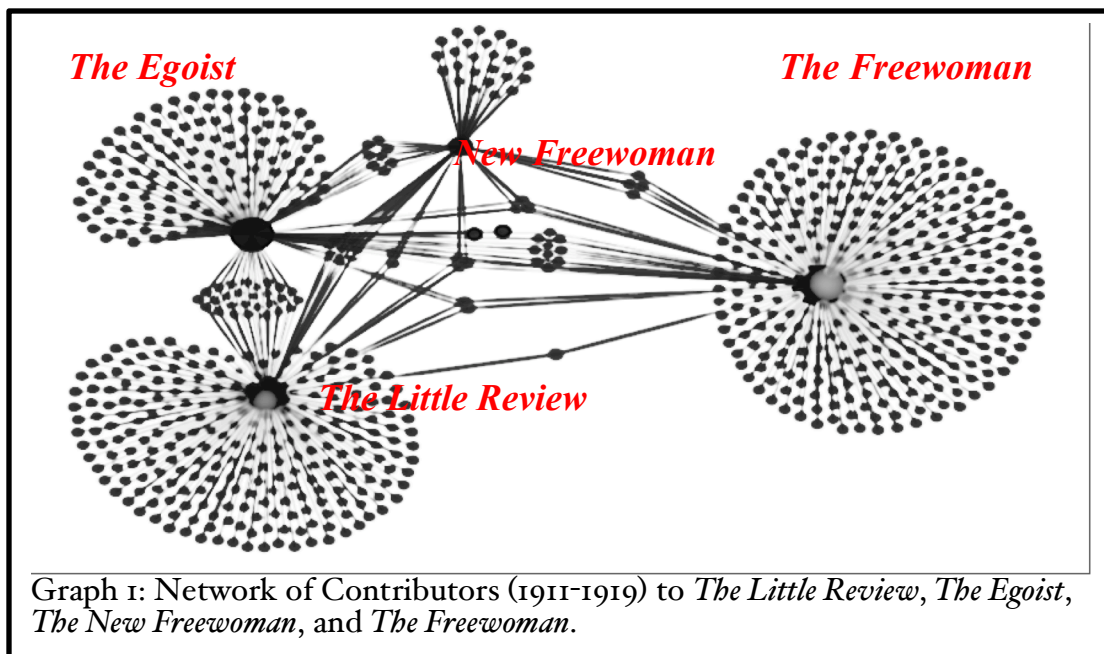 The Egoist
The Freewoman
New Freewoman
The Little Review
Graph 1: Network of Contributors (1911-1919) to The Little Review, The Egoist,
The New Freewoman, and The Freewoman.